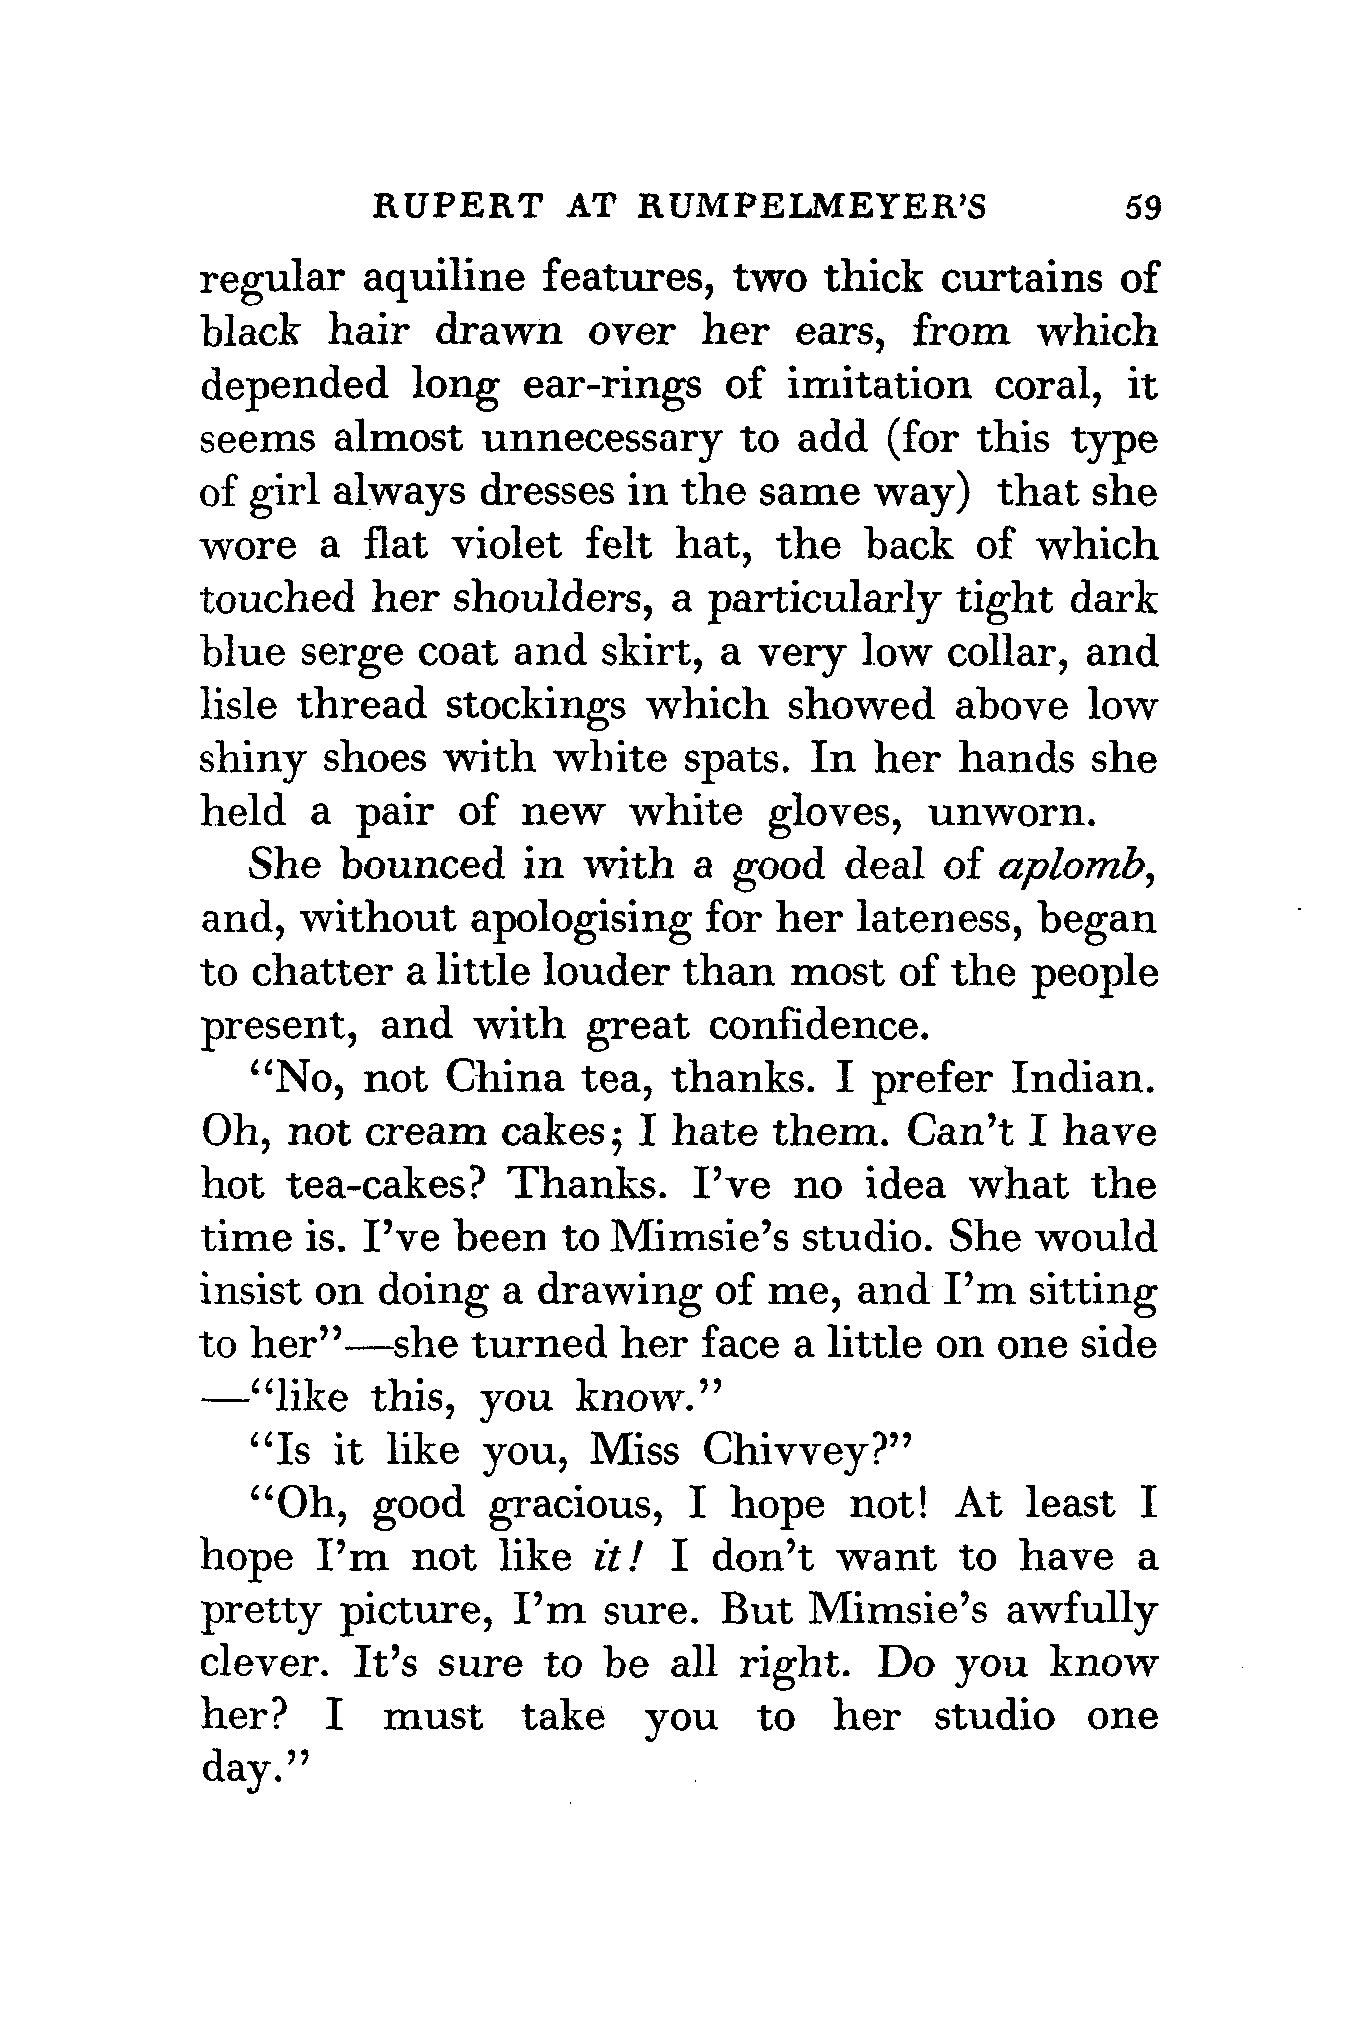 RUPERT AT RUMPELMEYER'S 59
regular aquiline features, two thick curtains of
black hair drawn over her ears, from which
depended long ear-rings of imitation coral, it
seems almost unnecessary to add (for this type
of girl always dresses in the same way) that she
wore a flat violet felt hat, the back of which
touched her shoulders, a particularly tight dark
blue serge coat and skirt, a very low collar, and
lisle thread stockings which showed above low
shiny shoes with white spats. In her hands she
held a pair of new white gloves, unworn.
She bounced in with a good deal of aplomb,
and, without apologising for her lateness, began
to chatter a little louder than most of the people
present, and with great confidence.
“No, not China tea, thanks. I prefer Indian.
Oh, not cream cakes; I hate them. Can’t I have
hot tea-cakes? Thanks. I’ve no idea what the
time is. I’ve been to Mimsie’s studio. She would
insist on doing a drawing of me, and I’m sitting
to her”—she turned her face a little on one side
—“like this, you know.”
“Is it like you, Miss Chivvey?”
“Oh, good gracious, I hope not! At least I
hope I’m not like it! I don’t want to have a
pretty picture, I’m sure. But Mimsie’s awfully
clever. It’s sure to be all right. Do you know
her? I must take you to her studio one
day.”